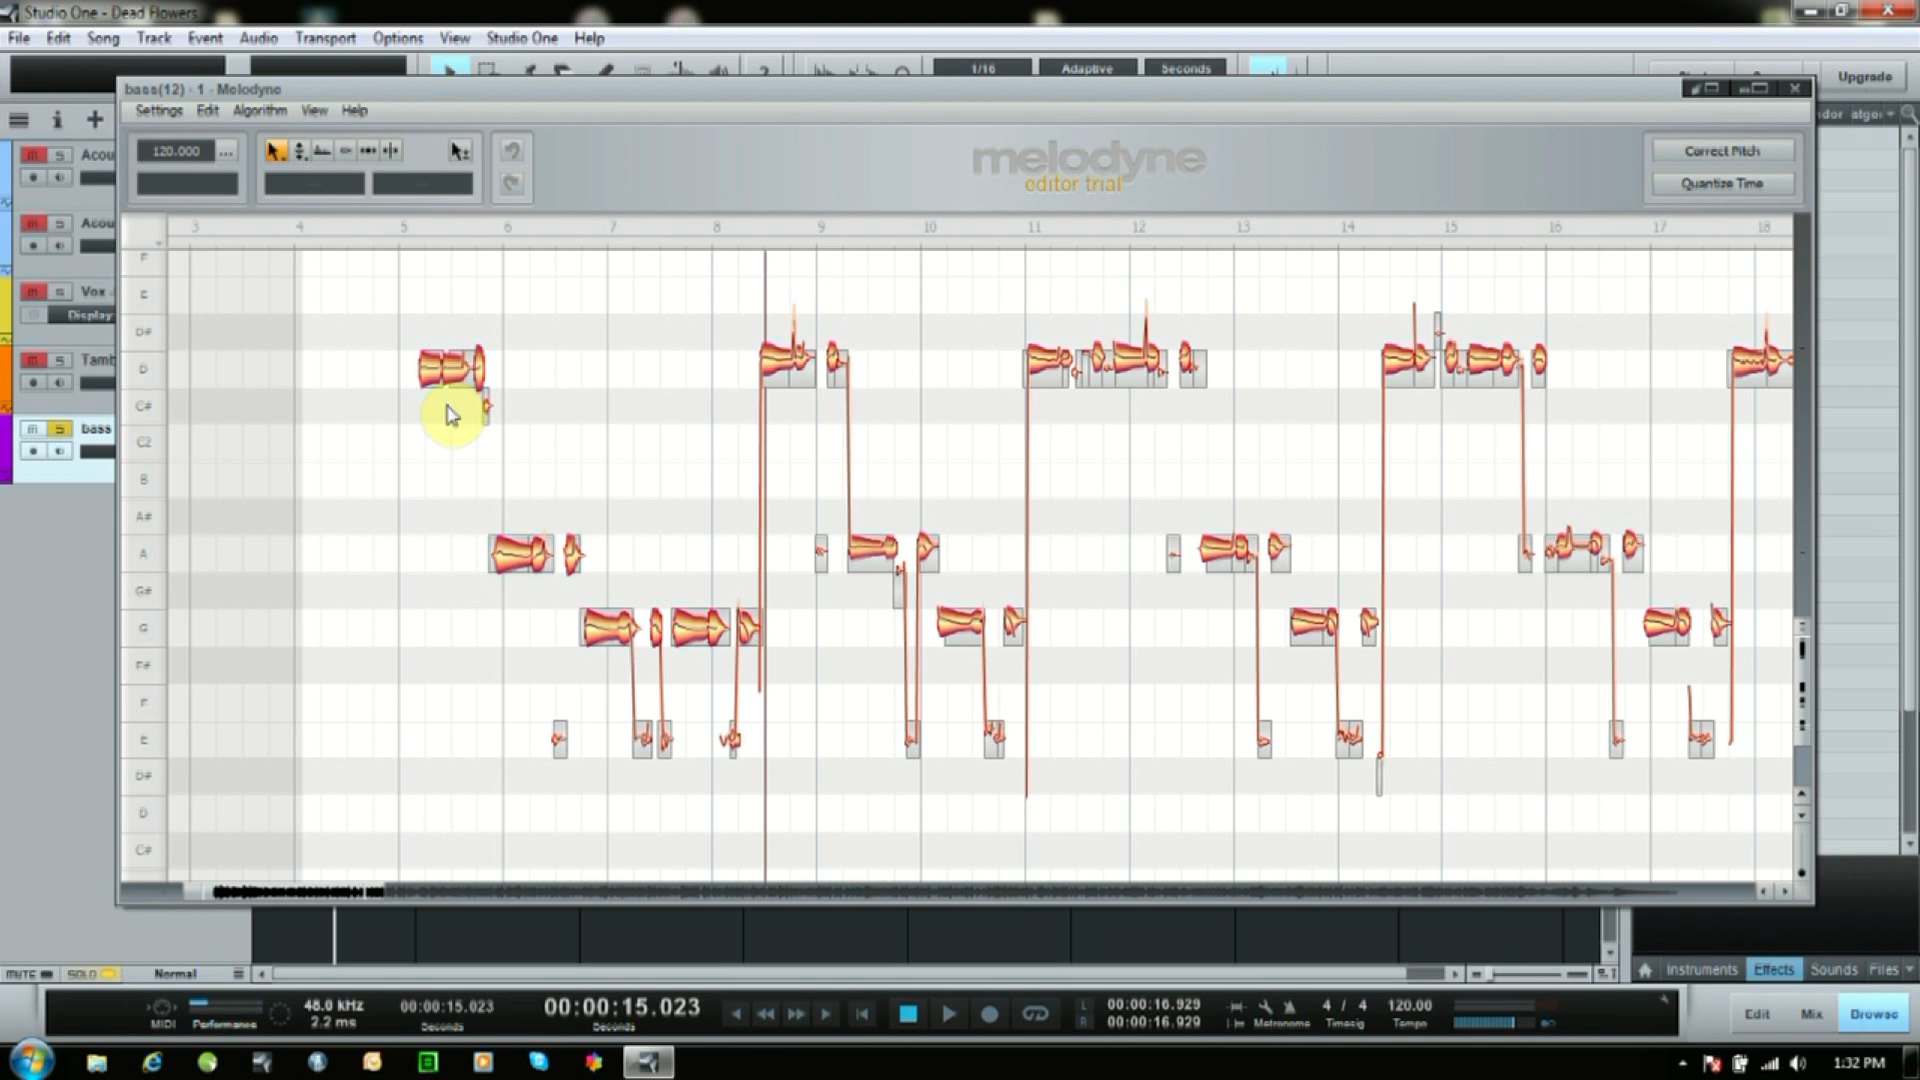 Studio One - Dead Flowers
File Edit Song Track Event Audio Transport Options View Studio One Help
1/16 Adaptive Seconds
Upgrade
bass(12) - 1 - Melodyne
Settings Edit Algorithm View Help
120.000 ...
melodyne
editor trial
Correct Pitch
Quantize Time
3 4 5 6 7 8 9 10 11 12 13 14 15 16 17 18
m S Acou
m S Acou
m S Vox
Display
m S Tamb
m S bass
F
E
D#
D
C#
C2
B
A#
A
G#
G
F#
F
E
D#
D
C#
MUTE SOLO Normal
Instruments Effects Sounds Files
MIDI Performance
48.0 kHz
2.2 ms
00:00:15.023
Seconds
00:00:15.023
Seconds
L 00:00:16.929
R 00:00:16.929
Metronome
4 / 4
Timesig
120.00
Tempo
Edit Mix Browse
1:32 PM